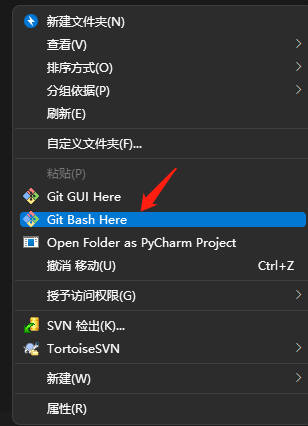 新建文件夹(N)
查看(V)
排序方式(O)
分组依据(P)
刷新(E)
自定义文件夹(F)...
粘贴(P)
Git GUI Here
Git Bash Here
Open Folder as PyCharm Project
撤消 移动(U) Ctrl+Z
授予访问权限(G)
SVN 检出(K)...
TortoiseSVN
新建(W)
属性(R)